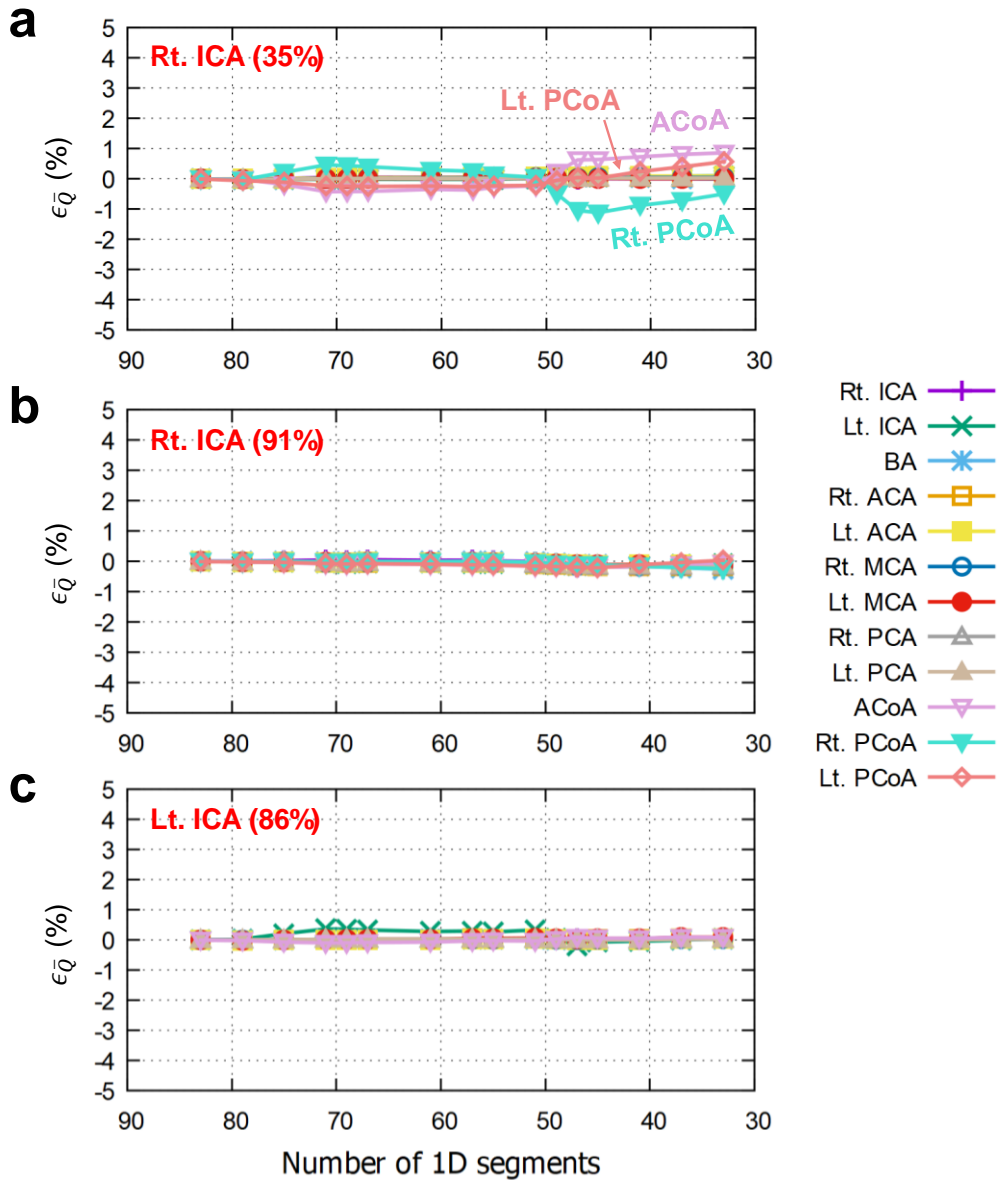 a
5
4
3
2
1
0
-1
-2
-3
-4
-5
ϵQ̄ (%)
Rt. ICA (35%)
Lt. PCoA
ACoA
Rt. PCoA
90 80 70 60 50 40 30
b
5
4
3
2
1
0
-1
-2
-3
-4
-5
ϵQ̄ (%)
Rt. ICA (91%)
90 80 70 60 50 40 30
c
5
4
3
2
1
0
-1
-2
-3
-4
-5
ϵQ̄ (%)
Lt. ICA (86%)
90 80 70 60 50 40 30
Number of 1D segments
Rt. ICA
Lt. ICA
BA
Rt. ACA
Lt. ACA
Rt. MCA
Lt. MCA
Rt. PCA
Lt. PCA
ACoA
Rt. PCoA
Lt. PCoA